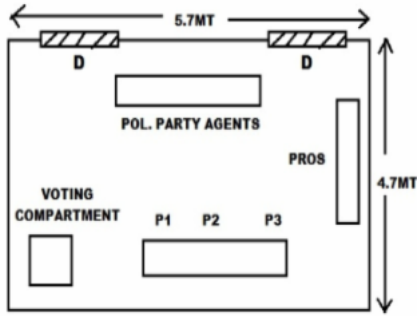 5.7MT
D D
POL. PARTY AGENTS
PROS
4.7MT
VOTING
COMPARTMENT
P1 P2 P3